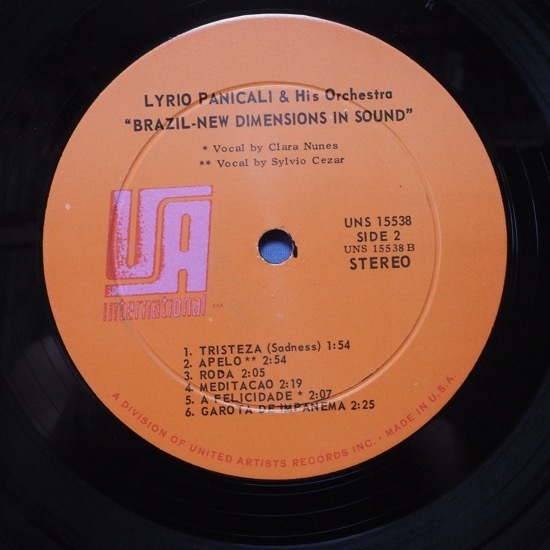 LYRIO PANICALI & His Orchestra
"BRAZIL-NEW DIMENSIONS IN SOUND"
* Vocal by Clara Nunes
** Vocal by Sylvio Cezar
UA
international
UNS 15538
SIDE 2
UNS 15538 B
STEREO
1. TRISTEZA (Sadness) 1:54
2. APELO ** 2:54
3. RODA 2:05
4. MEDITACAO 2:19
5. A FELICIDADE * 2:07
6. GAROTA DE IMPANEMA 2:25
A DIVISION OF UNITED ARTISTS RECORDS INC. • MADE IN U.S.A.